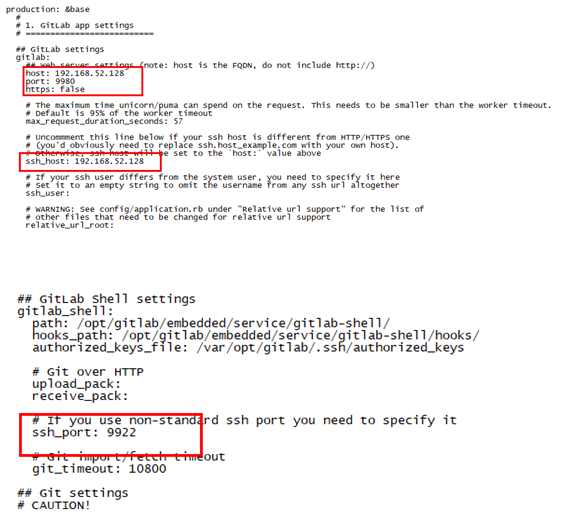 production: &base
#
# 1. GitLab app settings
# ==========================
## GitLab settings
gitlab:
## Web server settings (note: host is the FQDN, do not include http://)
host: 192.168.52.128
port: 9980
https: false
# The maximum time unicorn/puma can spend on the request. This needs to be smaller than the worker timeout.
# Default is 95% of the worker timeout
max_request_duration_seconds: 57
# Uncommment this line below if your ssh host is different from HTTP/HTTPS one
# (you'd obviously need to replace ssh.host_example.com with your own host).
# Otherwise, ssh host will be set to the `host:` value above
ssh_host: 192.168.52.128
# If your ssh user differs from the system user, you need to specify it here
# Set it to an empty string to omit the username from any ssh url altogether
ssh_user:
# WARNING: See config/application.rb under "Relative url support" for the list of
# other files that need to be changed for relative url support
relative_url_root:
## GitLab Shell settings
gitlab_shell:
path: /opt/gitlab/embedded/service/gitlab-shell/
hooks_path: /opt/gitlab/embedded/service/gitlab-shell/hooks/
authorized_keys_file: /var/opt/gitlab/.ssh/authorized_keys
# Git over HTTP
upload_pack:
receive_pack:
# If you use non-standard ssh port you need to specify it
ssh_port: 9922
# Git import/fetch timeout
git_timeout: 10800
## Git settings
# CAUTION!